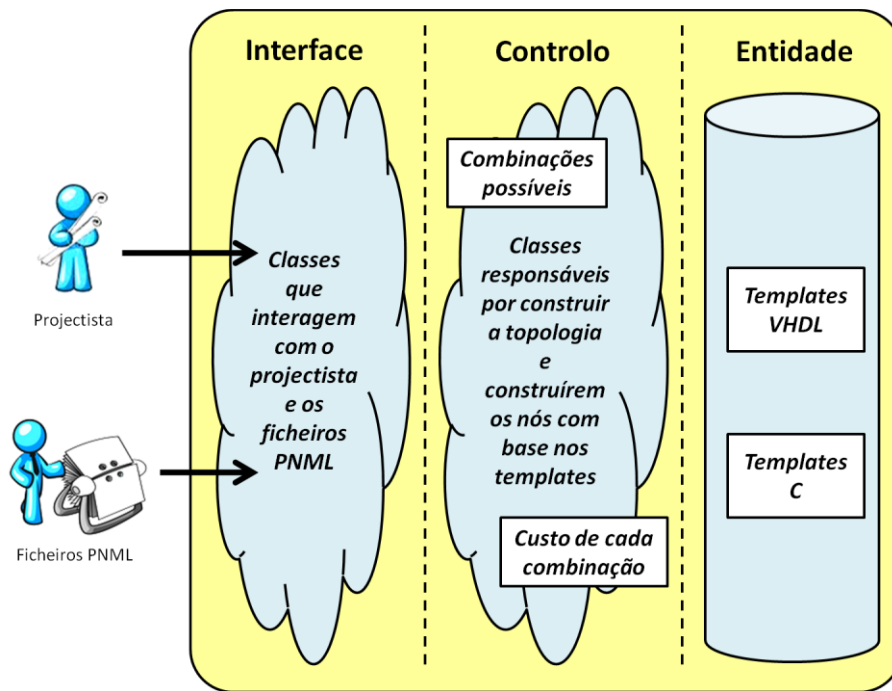 Interface
Controlo
Entidade
Projectista
Ficheiros PNML
Classes
que
interagem
com o
projectista
e os
ficheiros
PNML
Combinações
possíveis
Classes
responsáveis
por construir
a topologia
e
construírem
os nós com
base nos
templates
Custo de cada
combinação
Templates
VHDL
Templates
C